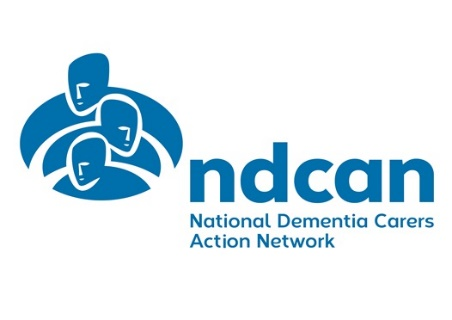 ndcan
National Dementia Carers
Action Network